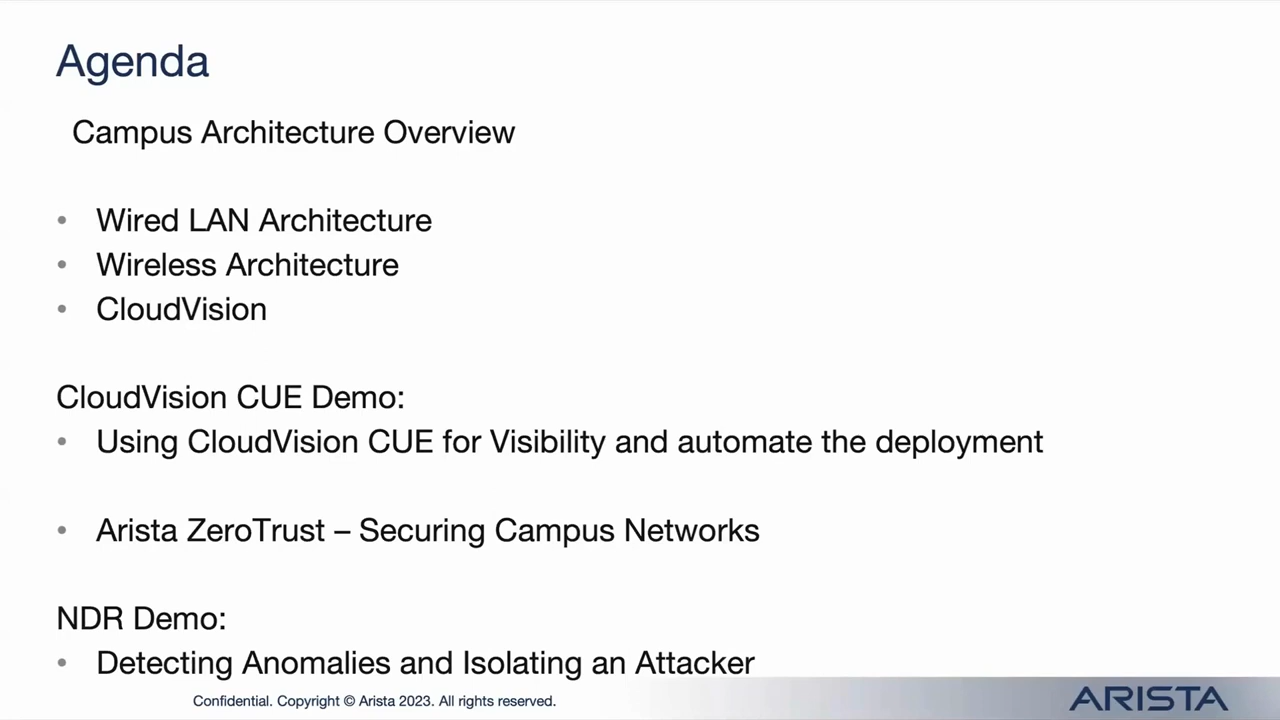 Agenda
Campus Architecture Overview
• Wired LAN Architecture
• Wireless Architecture
• CloudVision
CloudVision CUE Demo:
• Using CloudVision CUE for Visibility and automate the deployment
• Arista ZeroTrust – Securing Campus Networks
NDR Demo:
• Detecting Anomalies and Isolating an Attacker
Confidential. Copyright © Arista 2023. All rights reserved.
ARISTA